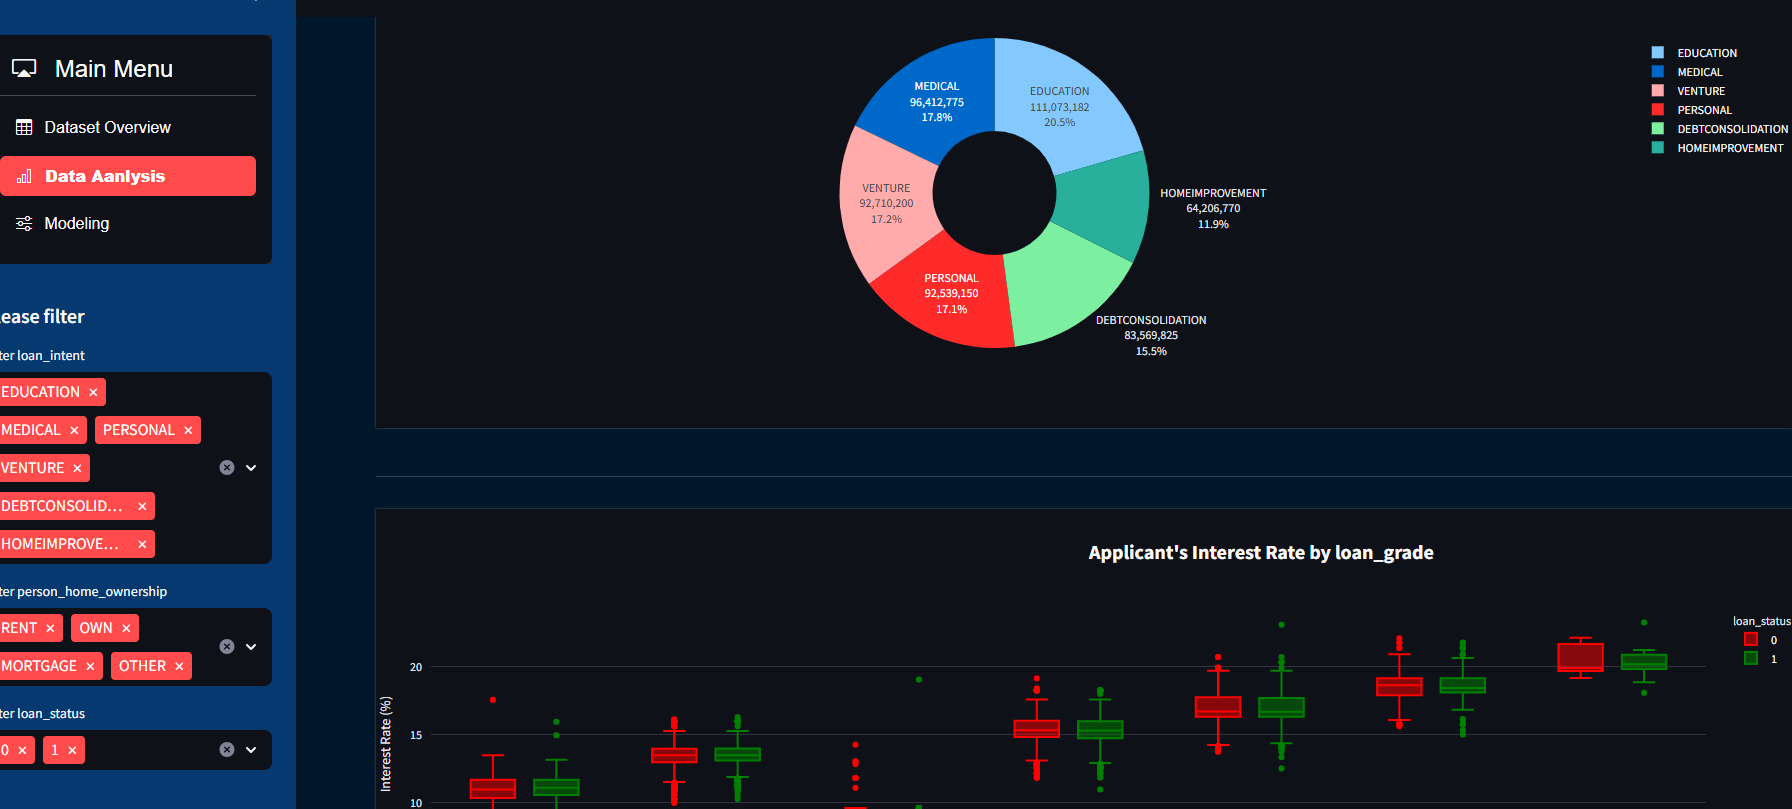 Main Menu
Dataset Overview
Data Aanlysis
Modeling
ease filter
ter loan_intent
EDUCATION ×
MEDICAL × PERSONAL ×
VENTURE ×
DEBTCONSOLID... ×
HOMEIMPROVE... ×
ter person_home_ownership
RENT × OWN ×
MORTGAGE × OTHER ×
ter loan_status
0 × 1 ×
MEDICAL
96,412,775
17.8%
EDUCATION
111,073,182
20.5%
VENTURE
92,710,200
17.2%
HOMEIMPROVEMENT
64,206,770
11.9%
PERSONAL
92,539,150
17.1%
DEBTCONSOLIDATION
83,569,825
15.5%
EDUCATION
MEDICAL
VENTURE
PERSONAL
DEBTCONSOLIDATION
HOMEIMPROVEMENT
Applicant's Interest Rate by loan_grade
loan_status
0
1
Interest Rate (%)
20
15
10